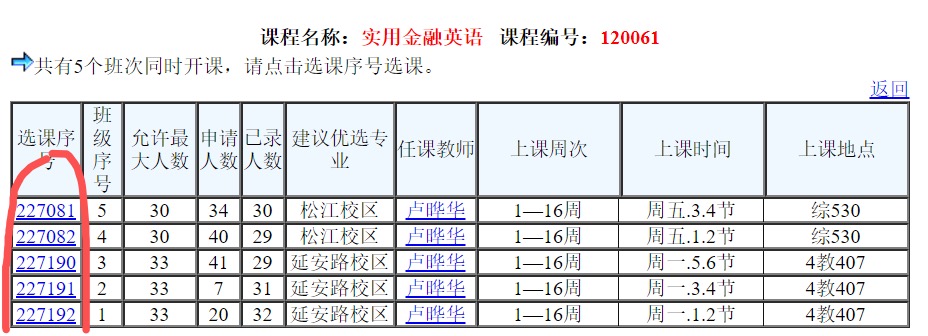 课程名称：实用金融英语 课程编号：120061
共有5个班次同时开课，请点击选课序号选课。
返回
选课序号 班级序号 允许最大人数 申请人数 已录人数 建议优选专业 任课教师 上课周次 上课时间 上课地点
227081 5 30 34 30 松江校区 卢晔华 1—16周 周五.3.4节 综530
227082 4 30 40 29 松江校区 卢晔华 1—16周 周五.1.2节 综530
227190 3 33 41 29 延安路校区 卢晔华 1—16周 周一.5.6节 4教407
227191 2 33 7 31 延安路校区 卢晔华 1—16周 周一.3.4节 4教407
227192 1 33 20 32 延安路校区 卢晔华 1—16周 周一.1.2节 4教407